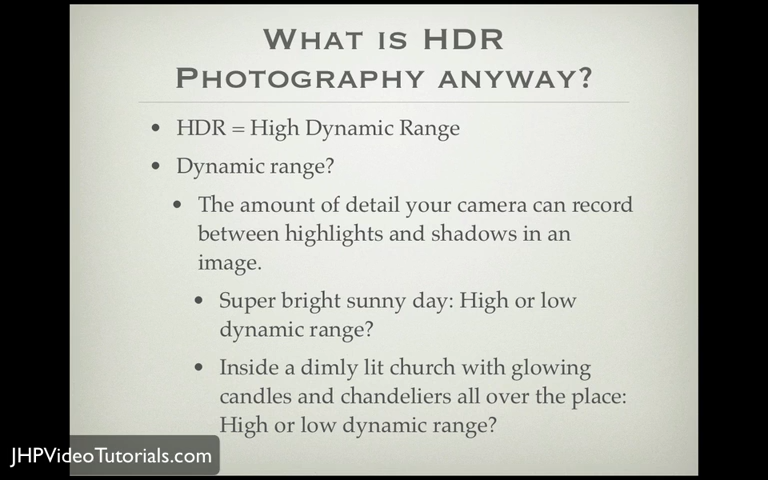 WHAT IS HDR
PHOTOGRAPHY ANYWAY?
• HDR = High Dynamic Range
• Dynamic range?
• The amount of detail your camera can record
between highlights and shadows in an
image.
• Super bright sunny day: High or low
dynamic range?
• Inside a dimly lit church with glowing
candles and chandeliers all over the place:
High or low dynamic range?
JHPVideoTutorials.com